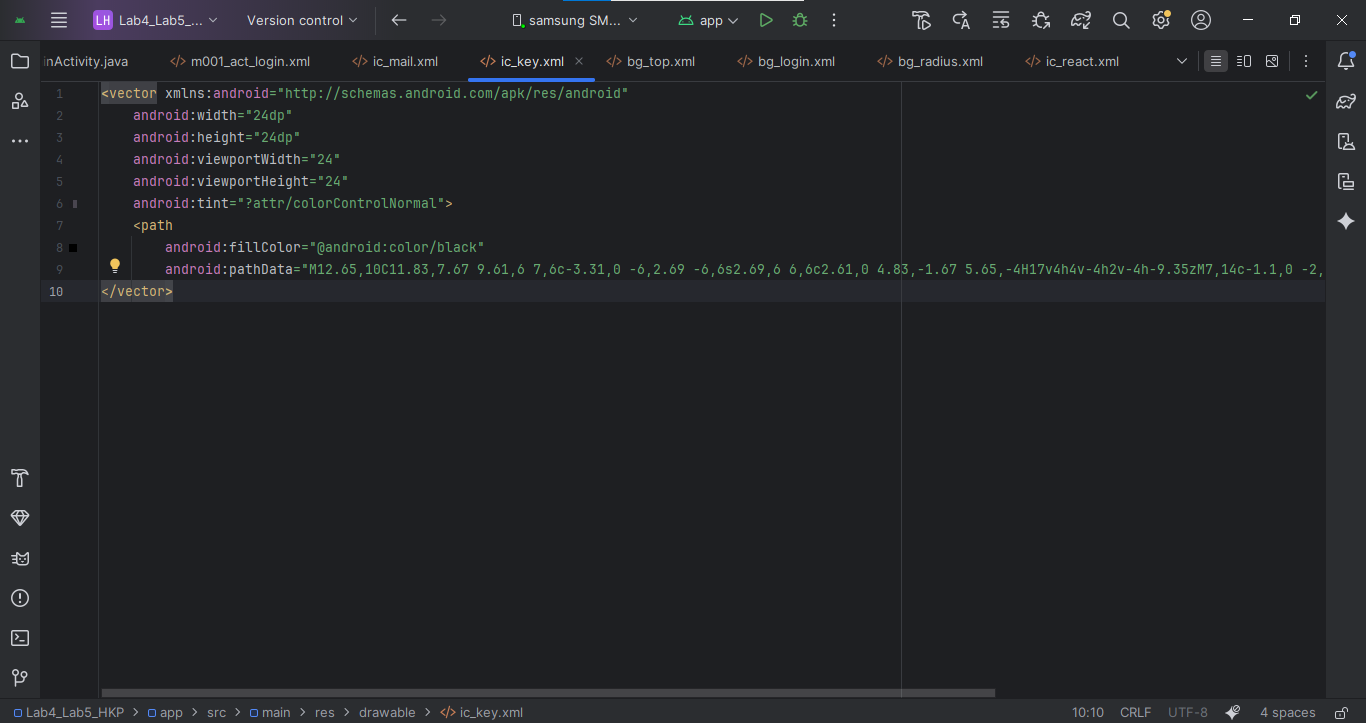 LH Lab4_Lab5_... Version control samsung SM... app
inActivity.java m001_act_login.xml ic_mail.xml ic_key.xml bg_top.xml bg_login.xml bg_radius.xml ic_react.xml
1 <vector xmlns:android="http://schemas.android.com/apk/res/android"
2 android:width="24dp"
3 android:height="24dp"
4 android:viewportWidth="24"
5 android:viewportHeight="24"
6 android:tint="?attr/colorControlNormal">
7 <path
8 android:fillColor="@android:color/black"
9 android:pathData="M12.65,10C11.83,7.67 9.61,6 7,6c-3.31,0 -6,2.69 -6,6s2.69,6 6,6c2.61,0 4.83,-1.67 5.65,-4H17v4h4v-4h2v-4h-9.35zM7,14c-1.1,0 -2,
10 </vector>
Lab4_Lab5_HKP > app > src > main > res > drawable > ic_key.xml 10:10 CRLF UTF-8 4 spaces